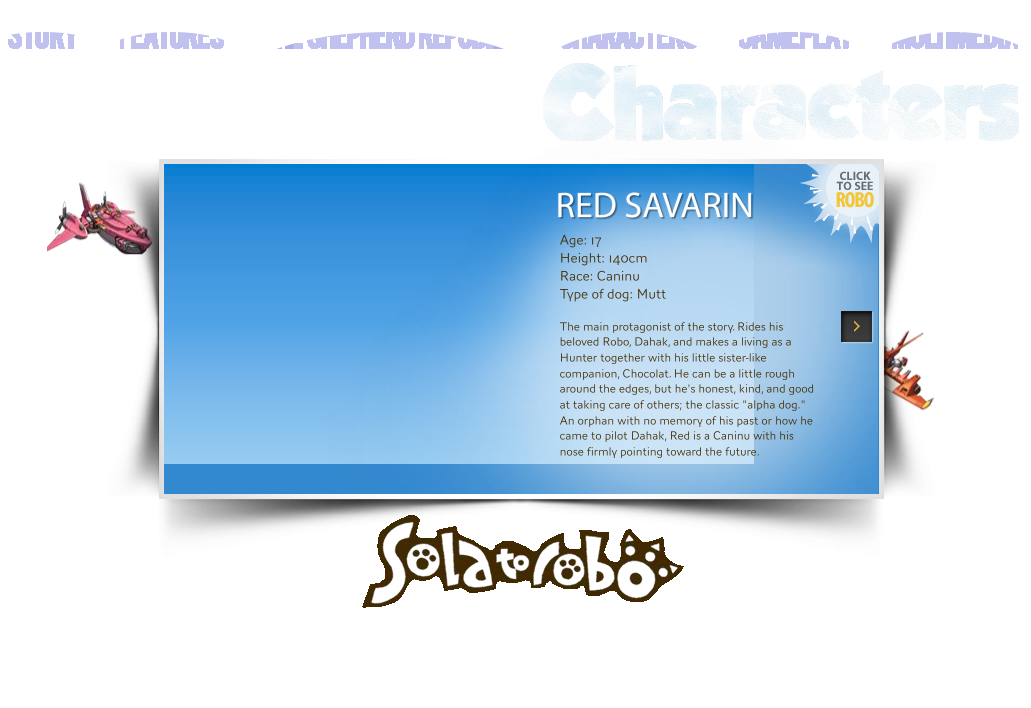 STORY FEATURES THE SHEPHERD REPUBLIC CHARACTERS GAMEPLAY MULTIMEDIA
Characters
CLICK
TO SEE
ROBO
RED SAVARIN
Age: 17
Height: 140cm
Race: Caninu
Type of dog: Mutt
The main protagonist of the story. Rides his
beloved Robo, Dahak, and makes a living as a
Hunter together with his little sister-like
companion, Chocolat. He can be a little rough
around the edges, but he's honest, kind, and good
at taking care of others; the classic "alpha dog."
An orphan with no memory of his past or how he
came to pilot Dahak, Red is a Caninu with his
nose firmly pointing toward the future.
Solatorobo